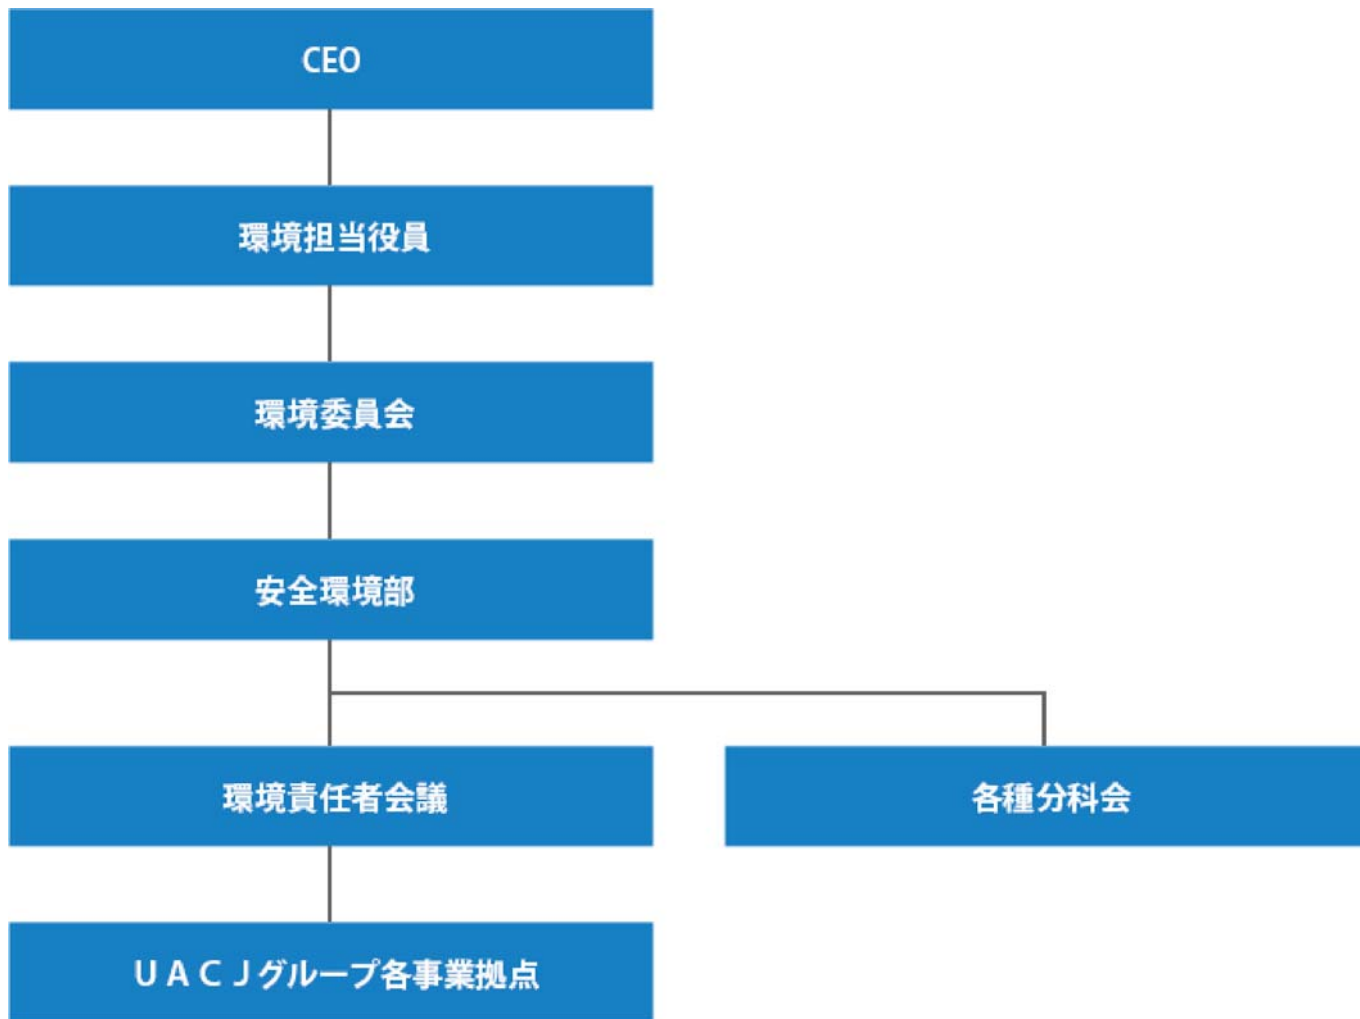 CEO
環境担当役員
環境委員会
安全環境部
環境責任者会議
各種分科会
ＵＡＣＪグループ各事業拠点